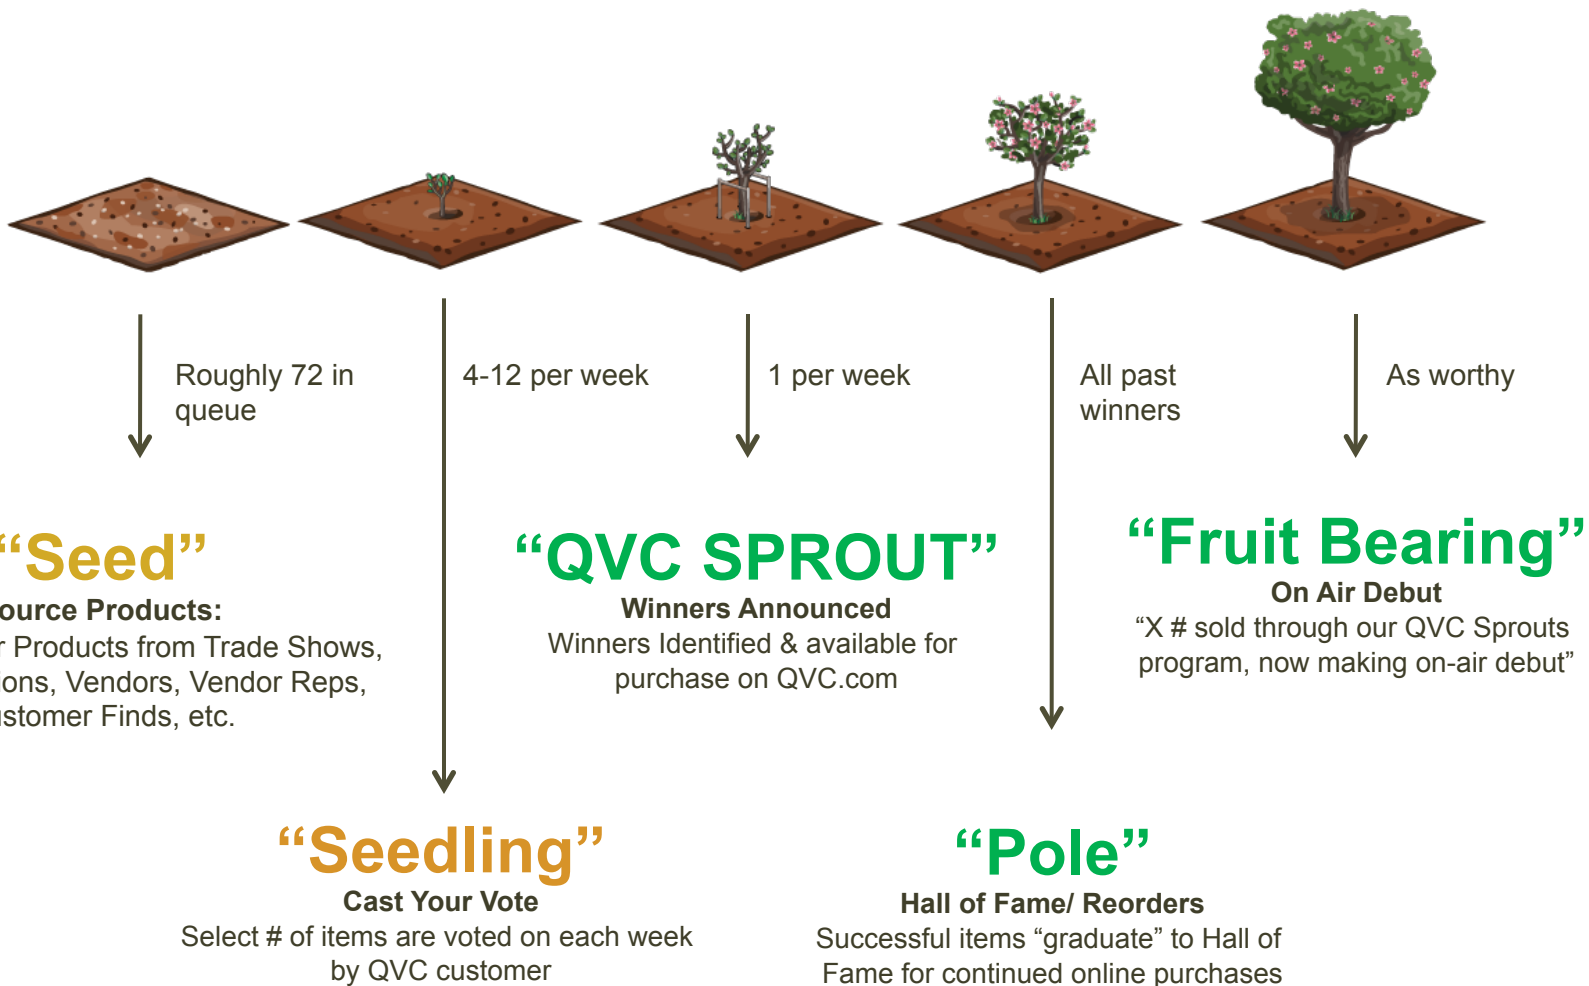 Roughly 72 in
queue
4-12 per week
1 per week
All past
winners
As worthy
“Seed”
ource Products:
r Products from Trade Shows,
ions, Vendors, Vendor Reps,
ustomer Finds, etc.
“Seedling”
Cast Your Vote
Select # of items are voted on each week
by QVC customer
“QVC SPROUT”
Winners Announced
Winners Identified & available for
purchase on QVC.com
“Pole”
Hall of Fame/ Reorders
Successful items “graduate” to Hall of
Fame for continued online purchases
“Fruit Bearing”
On Air Debut
“X # sold through our QVC Sprouts
program, now making on-air debut”